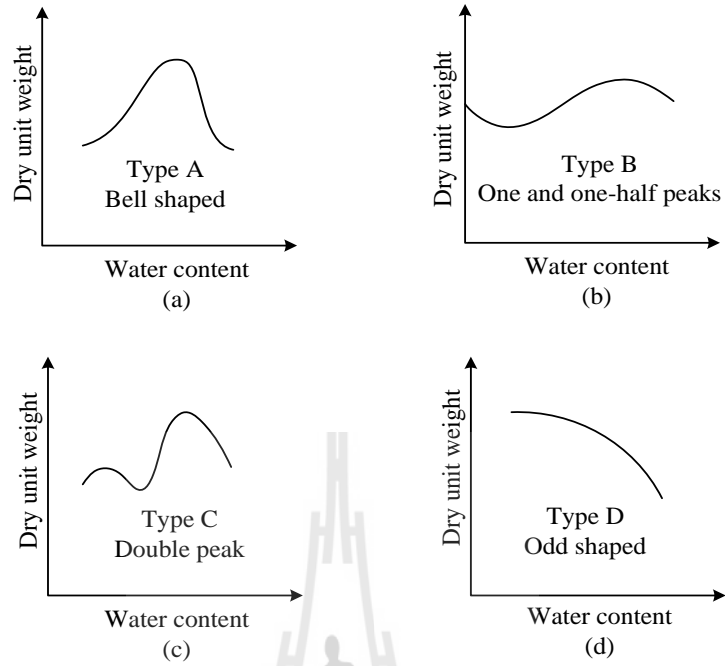 Dry unit weight
Type A
Bell shaped
Water content
(a)
Dry unit weight
Type B
One and one-half peaks
Water content
(b)
Dry unit weight
Type C
Double peak
Water content
(c)
Dry unit weight
Type D
Odd shaped
Water content
(d)